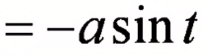 = −a sin t